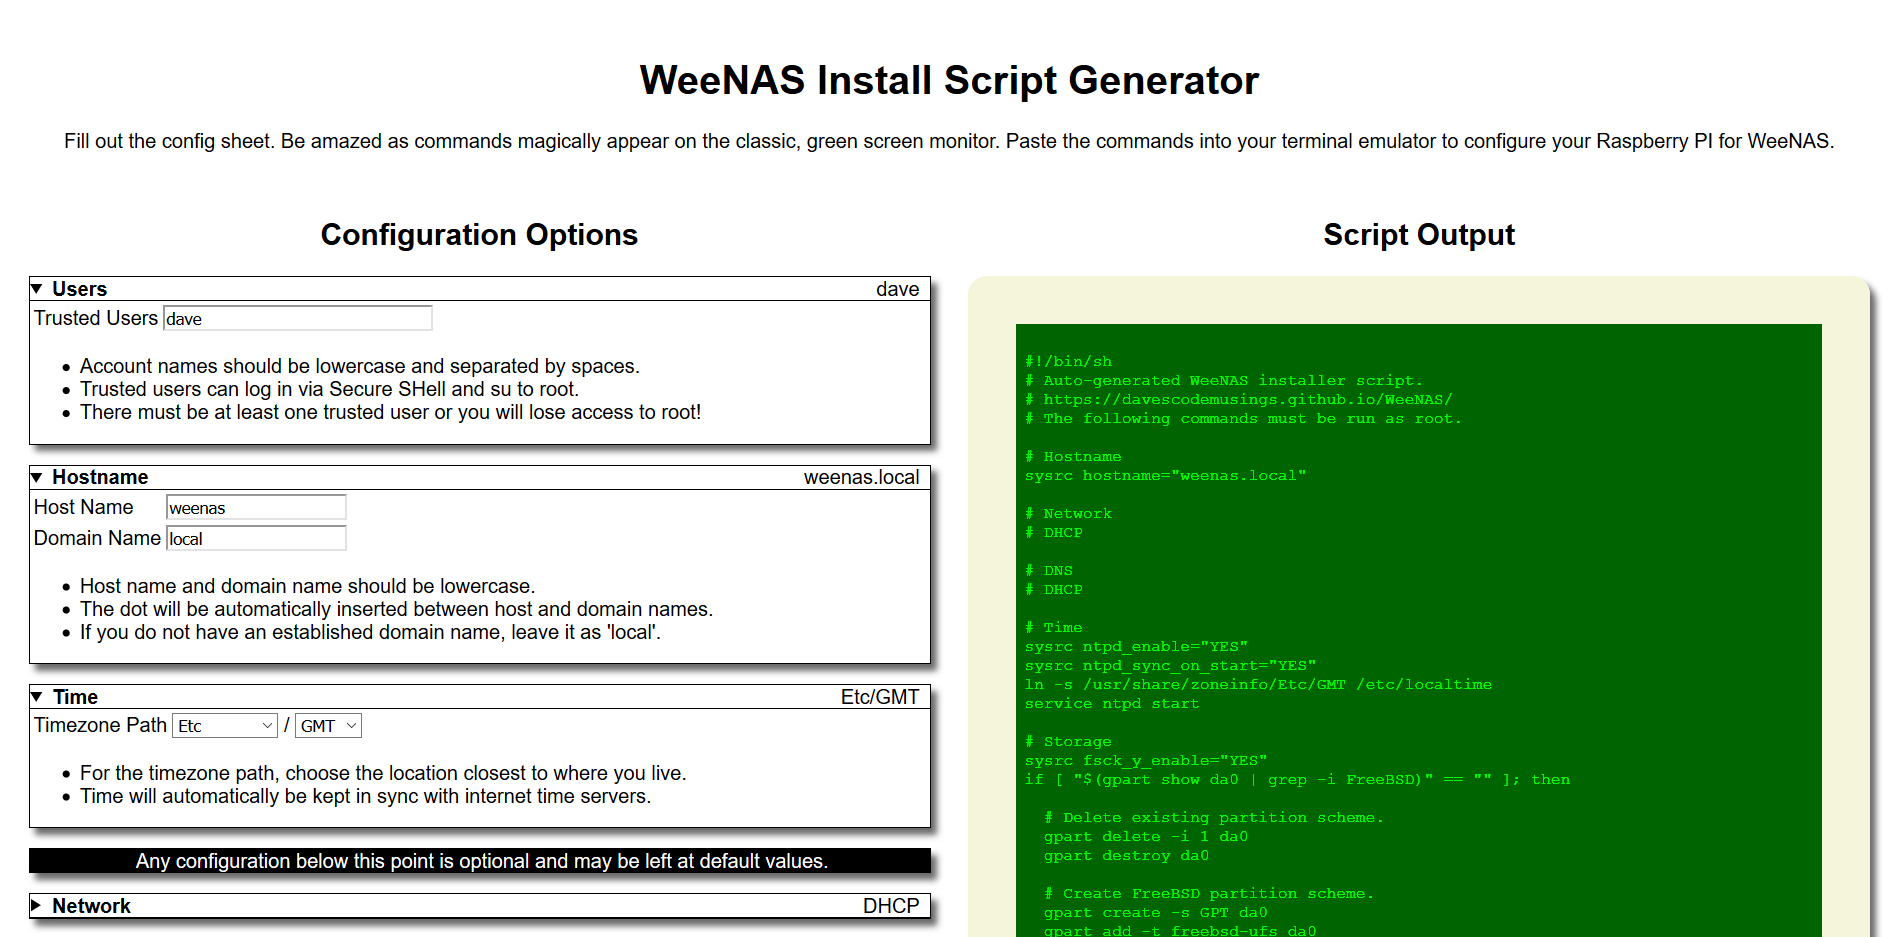 WeeNAS Install Script Generator
Fill out the config sheet. Be amazed as commands magically appear on the classic, green screen monitor. Paste the commands into your terminal emulator to configure your Raspberry PI for WeeNAS.
Configuration Options
Users dave
Trusted Users dave
Account names should be lowercase and separated by spaces.
Trusted users can log in via Secure SHell and su to root.
There must be at least one trusted user or you will lose access to root!
Hostname weenas.local
Host Name weenas
Domain Name local
Host name and domain name should be lowercase.
The dot will be automatically inserted between host and domain names.
If you do not have an established domain name, leave it as 'local'.
Time Etc/GMT
Timezone Path Etc / GMT
For the timezone path, choose the location closest to where you live.
Time will automatically be kept in sync with internet time servers.
Any configuration below this point is optional and may be left at default values.
Network DHCP
Script Output
#!/bin/sh
# Auto-generated WeeNAS installer script.
# https://davescodemusings.github.io/WeeNAS/
# The following commands must be run as root.
# Hostname
sysrc hostname="weenas.local"
# Network
# DHCP
# DNS
# DHCP
# Time
sysrc ntpd_enable="YES"
sysrc ntpd_sync_on_start="YES"
ln -s /usr/share/zoneinfo/Etc/GMT /etc/localtime
service ntpd start
# Storage
sysrc fsck_y_enable="YES"
if [ "$(gpart show da0 | grep -i FreeBSD)" == "" ]; then
# Delete existing partition scheme.
gpart delete -i 1 da0
gpart destroy da0
# Create FreeBSD partition scheme.
gpart create -s GPT da0
gpart add -t freebsd-ufs da0